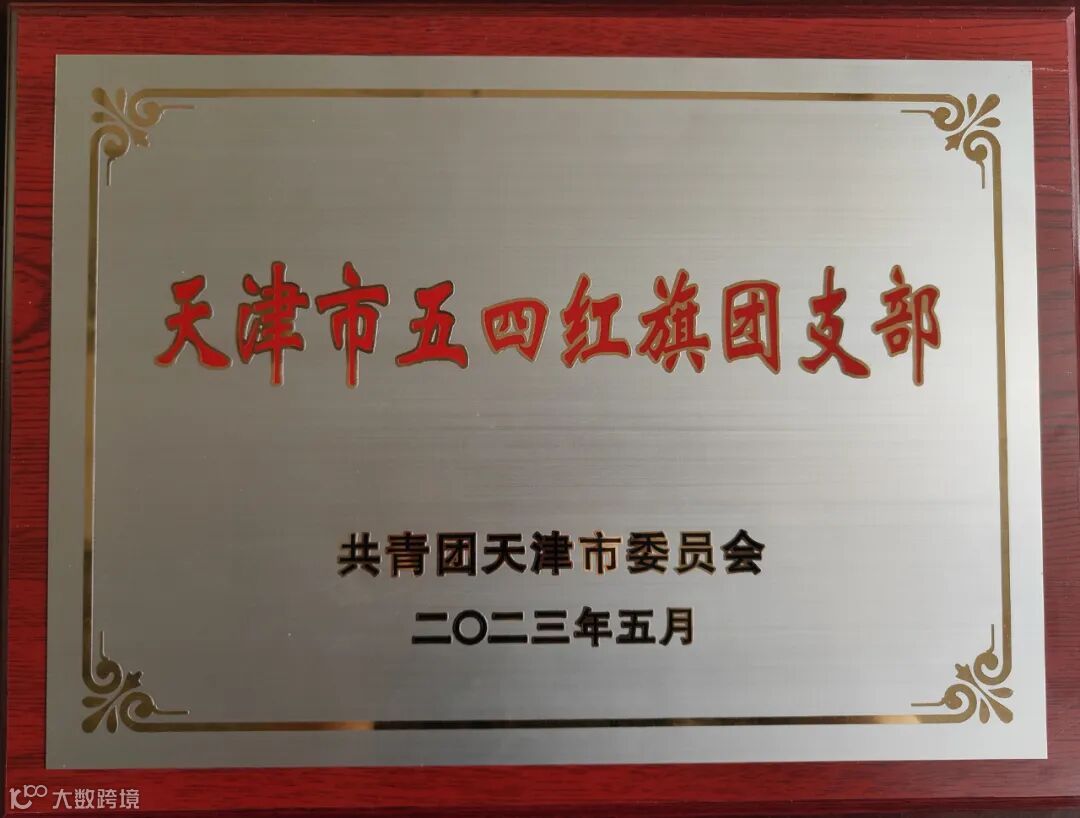 天津市五四红旗团支部
共青团天津市委员会
二〇二三年五月
大数跨境